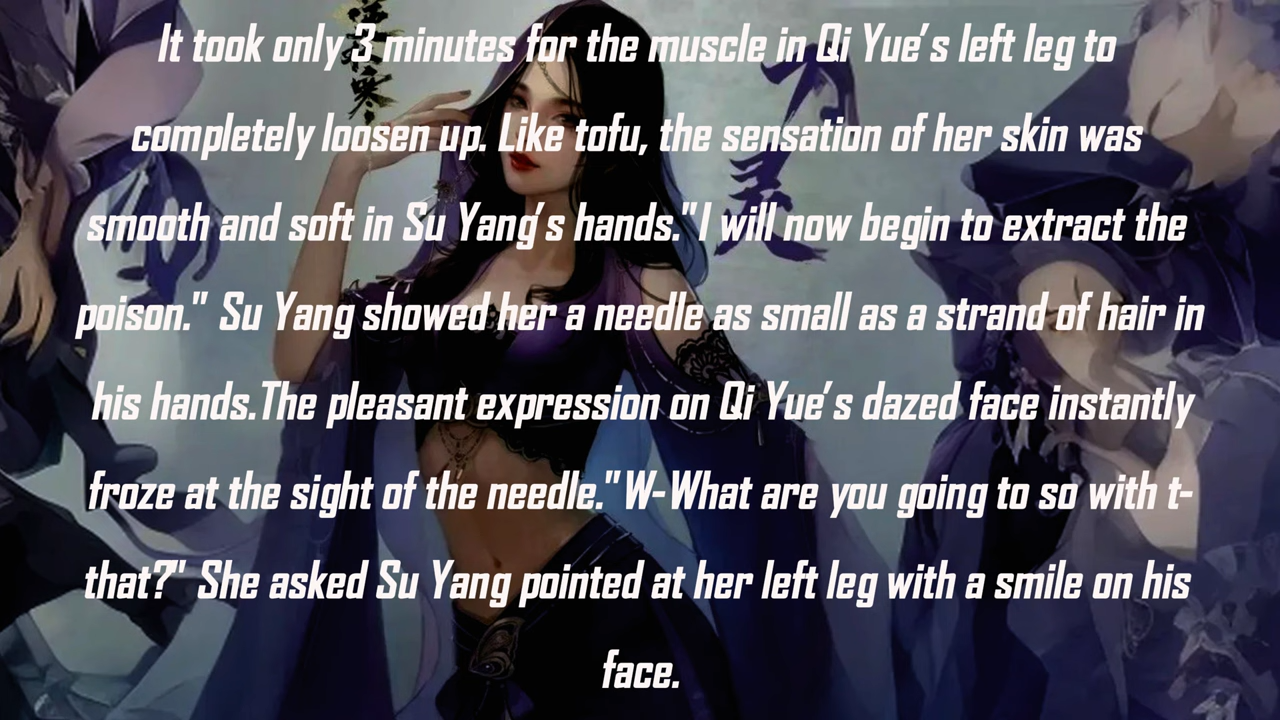 It took only 3 minutes for the muscle in Qi Yue's left leg to
completely loosen up. Like tofu, the sensation of her skin was
smooth and soft in Su Yang's hands."I will now begin to extract the
poison." Su Yang showed her a needle as small as a strand of hair in
his hands.The pleasant expression on Qi Yue's dazed face instantly
froze at the sight of the needle."W-What are you going to so with t-
that?" She asked Su Yang pointed at her left leg with a smile on his
face.
寒